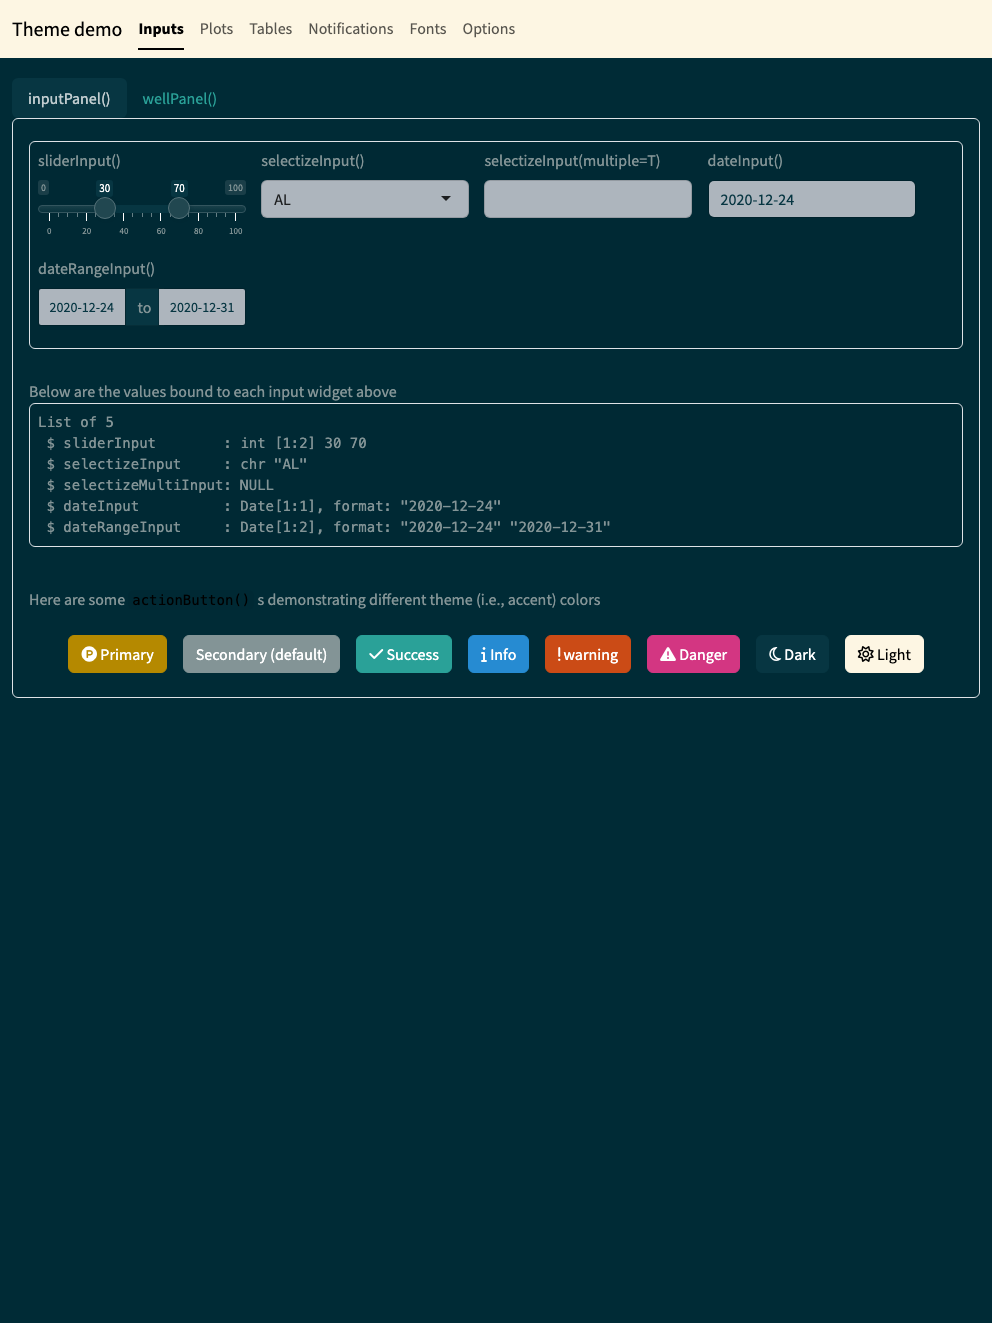 Theme demo Inputs Plots Tables Notifications Fonts Options
inputPanel() wellPanel()
sliderInput() selectizeInput() selectizeInput(multiple=T) dateInput()
0 30 70 100
AL 2020-12-24
0 20 40 60 80 100
dateRangeInput()
2020-12-24 to 2020-12-31
Below are the values bound to each input widget above
List of 5
 $ sliderInput        : int [1:2] 30 70
 $ selectizeInput     : chr "AL"
 $ selectizeMultiInput: NULL
 $ dateInput          : Date[1:1], format: "2020-12-24"
 $ dateRangeInput     : Date[1:2], format: "2020-12-24" "2020-12-31"
Here are some actionButton() s demonstrating different theme (i.e., accent) colors
Primary Secondary (default) Success Info warning Danger Dark Light